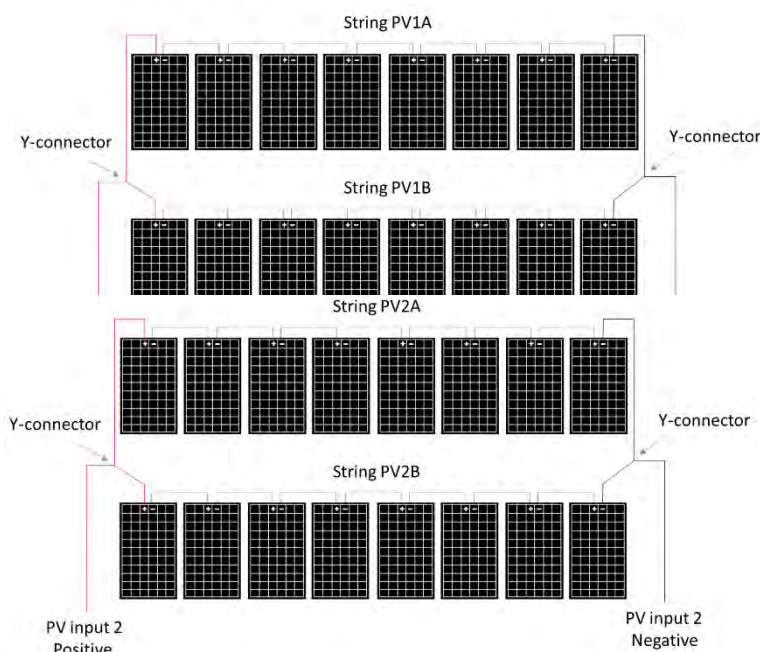 String PV1A
Y-connector
Y-connector
String PV1B
String PV2A
Y-connector
Y-connector
String PV2B
PV input 2
Positive
PV input 2
Negative